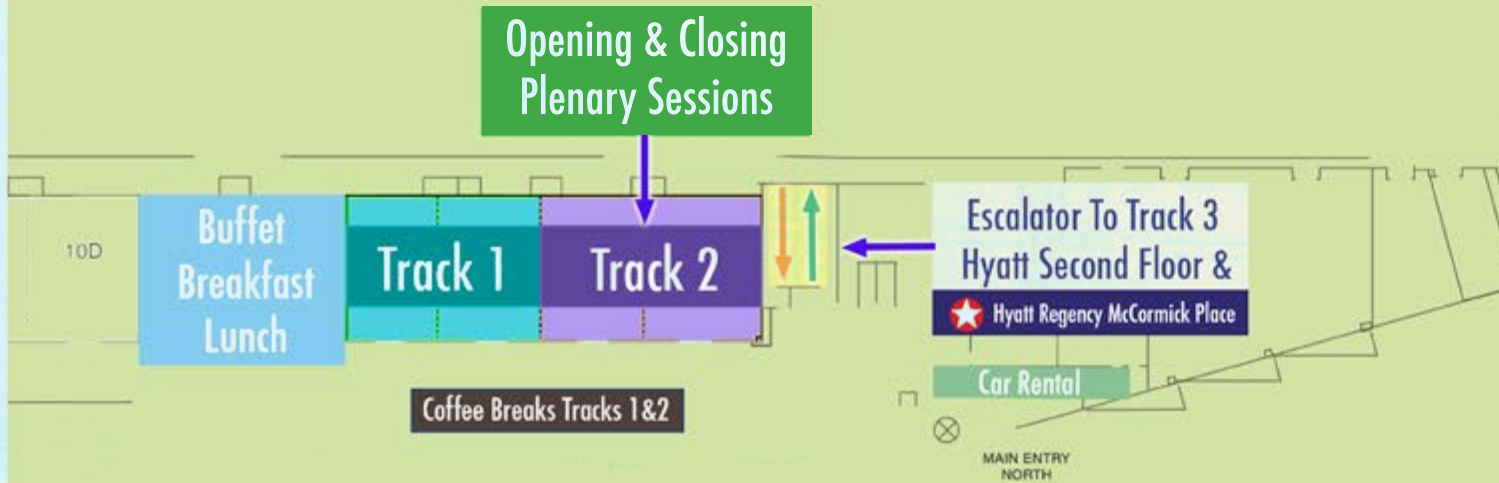 Opening & Closing
Plenary Sessions
10D
Buffet
Breakfast
Lunch
Track 1
Track 2
Escalator To Track 3
Hyatt Second Floor &
Hyatt Regency McCormick Place
Car Rental
Coffee Breaks Tracks 1&2
MAIN ENTRY
NORTH